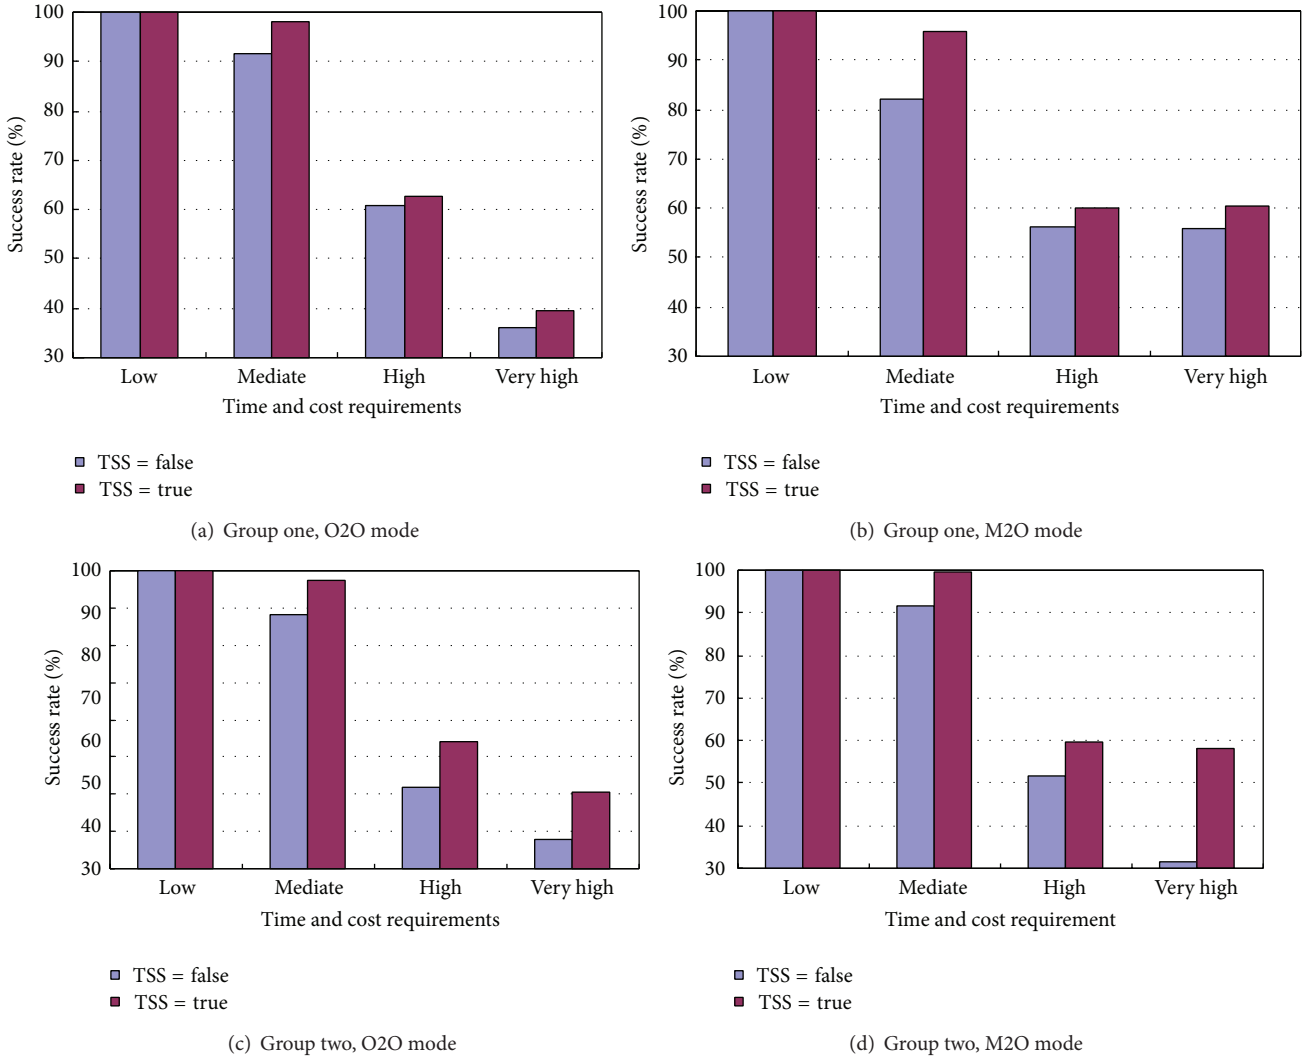 100
90
80
70
60
50
40
30
Success rate (%)
Low Mediate High Very high
Time and cost requirements
TSS = false
TSS = true
(a) Group one, O2O mode
100
90
80
70
60
50
40
30
Success rate (%)
Low Mediate High Very high
Time and cost requirements
TSS = false
TSS = true
(b) Group one, M2O mode
100
90
80
70
60
50
40
30
Success rate (%)
Low Mediate High Very high
Time and cost requirements
TSS = false
TSS = true
(c) Group two, O2O mode
100
90
80
70
60
50
40
30
Success rate (%)
Low Mediate High Very high
Time and cost requirement
TSS = false
TSS = true
(d) Group two, M2O mode